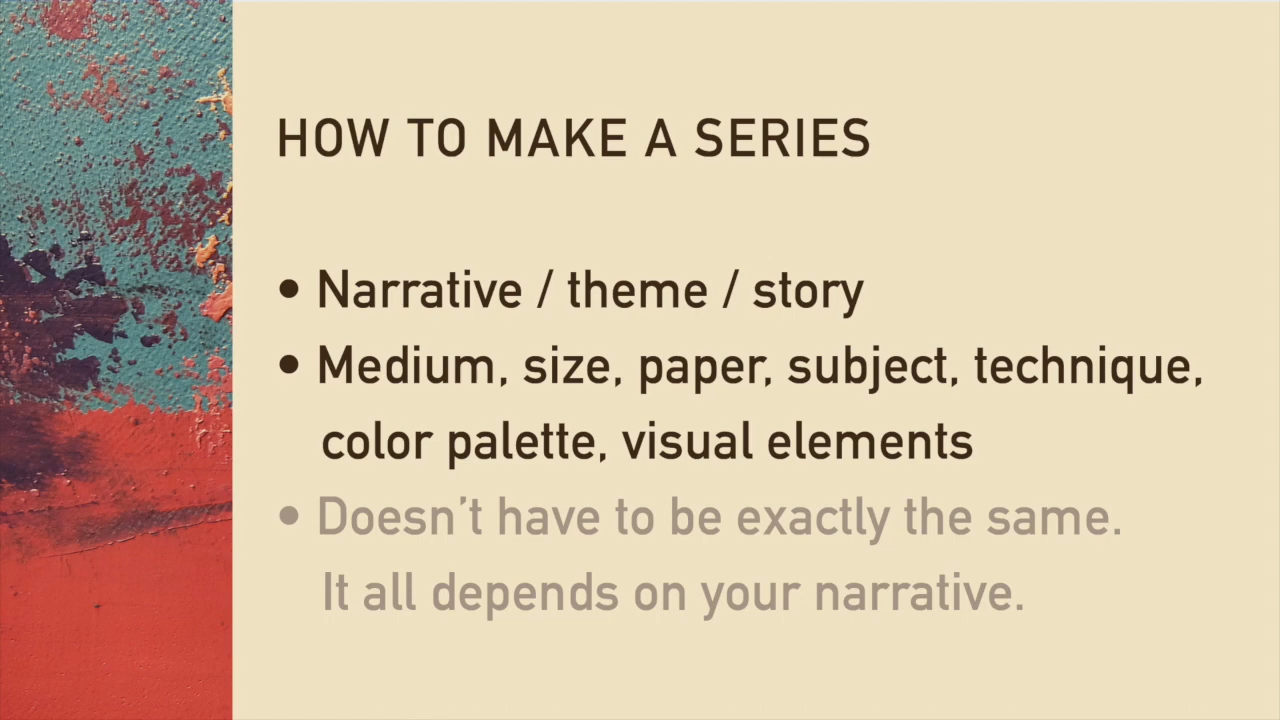 HOW TO MAKE A SERIES
• Narrative / theme / story
• Medium, size, paper, subject, technique,
color palette, visual elements
• Doesn’t have to be exactly the same.
It all depends on your narrative.